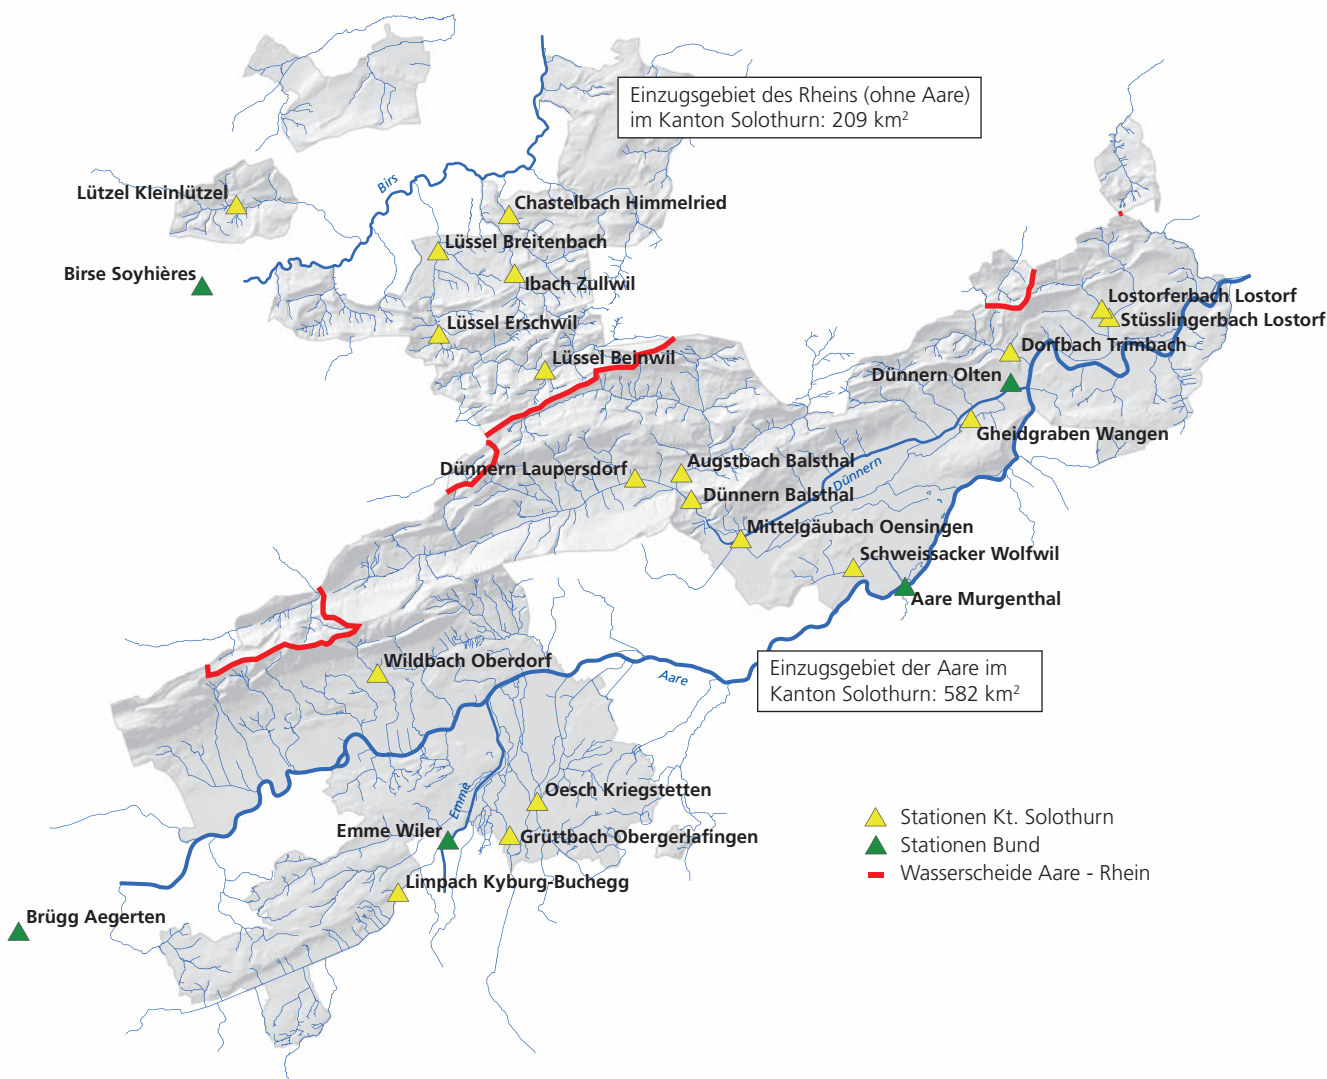 Einzugsgebiet des Rheins (ohne Aare)
im Kanton Solothurn: 209 km²
Birs
Lützel Kleinlützel
Chastelbach Himmelried
Lüssel Breitenbach
Birse Soyhières
Ibach Zullwil
Lostorferbach Lostorf
Stüsslingerbach Lostorf
Lüssel Erschwil
Dorfbach Trimbach
Lüssel Beinwil
Dünnern Olten
Gheidgraben Wangen
Augstbach Balsthal
Dünnern Laupersdorf
Dünnern
Dünnern Balsthal
Mittelgäubach Oensingen
Schweissacker Wolfwil
Aare Murgenthal
Wildbach Oberdorf
Aare
Einzugsgebiet der Aare im
Kanton Solothurn: 582 km²
Oesch Kriegstetten
Emme
Emme Wiler
Grüttbach Obergerlafingen
Limpach Kyburg-Buchegg
Brügg Aegerten
Stationen Kt. Solothurn
Stationen Bund
Wasserscheide Aare - Rhein